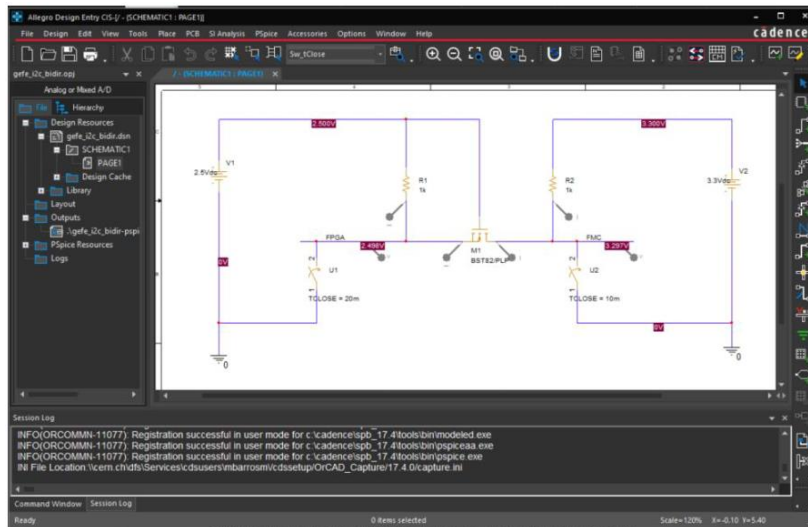 Allegro Design Entry CIS-[/ - (SCHEMATIC1 : PAGE1)]
File Design Edit View Tools Place PCB SI Analysis PSpice Accessories Options Window Help
cādence
Sw_tClose
gefe_i2c_bidir.opj
/ - (SCHEMATIC1 : PAGE1)
Analog or Mixed A/D
File Hierarchy
Design Resources
gefe_i2c_bidir.dsn
SCHEMATIC1
PAGE1
Design Cache
Library
Layout
Outputs
.\gefe_i2c_bidir-pspi
PSpice Resources
Logs
2.500V
3.300V
V1
2.5Vdc
R1
1k
R2
1k
V2
3.3Vdc
FPGA
2.498V
M1
BST82/PLP
FMC
3.297V
0V
2
U1
1
TCLOSE = 20m
2
U2
1
TCLOSE = 10m
0V
0
0
Session Log
INFO(ORCOMMN-11077): Registration successful in user mode for c:\cadence\spb_17.4\tools\bin\modeled.exe
INFO(ORCOMMN-11077): Registration successful in user mode for c:\cadence\spb_17.4\tools\bin\pspiceaa.exe
INFO(ORCOMMN-11077): Registration successful in user mode for c:\cadence\spb_17.4\tools\bin\pspice.exe
INI File Location:\\cern.ch\dfs\Services\cdsusers\mbarrosm\cdssetup/OrCAD_Capture/17.4.0/capture.ini
Command Window Session Log
Ready 0 items selected Scale=120% X=-0.10 Y=5.40